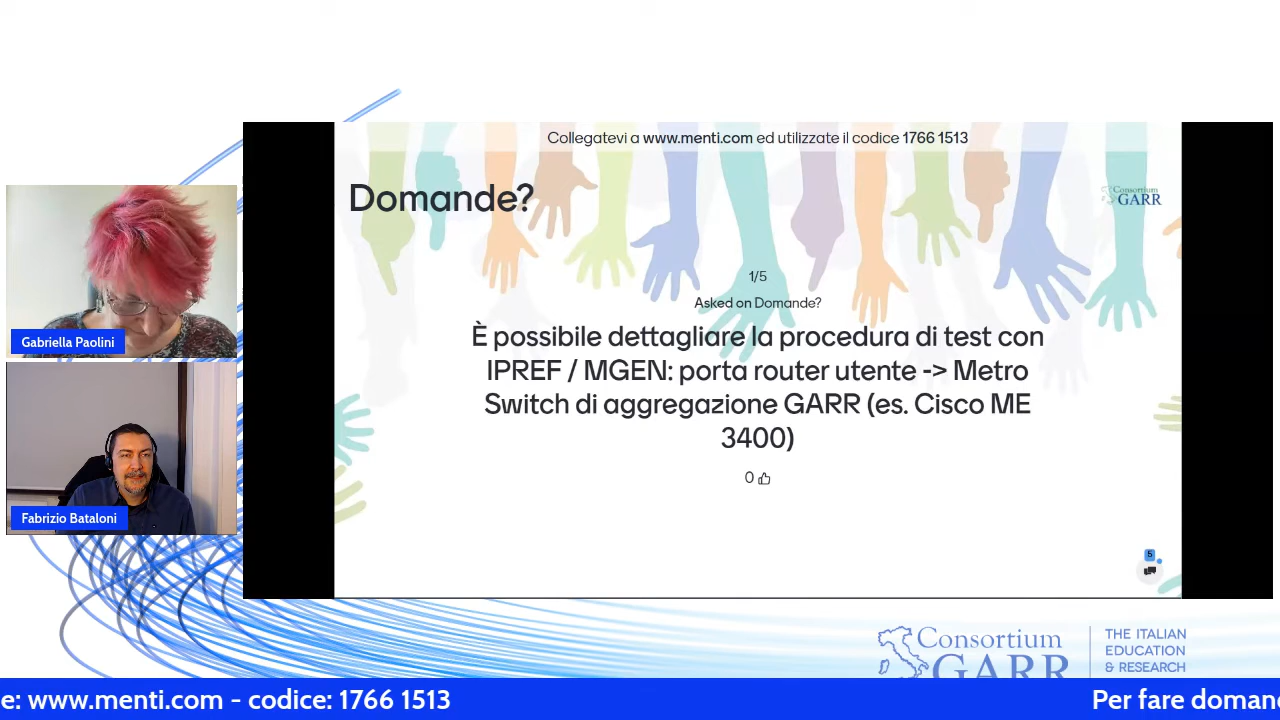 Collegatevi a www.menti.com ed utilizzate il codice 1766 1513
Domande?
Consortium
GARR
1/5
Asked on Domande?
È possibile dettagliare la procedura di test con
IPREF / MGEN: porta router utente -> Metro
Switch di aggregazione GARR (es. Cisco ME
3400)
0
5
Gabriella Paolini
Fabrizio Bataloni
Consortium
GARR
THE ITALIAN
EDUCATION
& RESEARCH
e: www.menti.com - codice: 1766 1513
Per fare doman